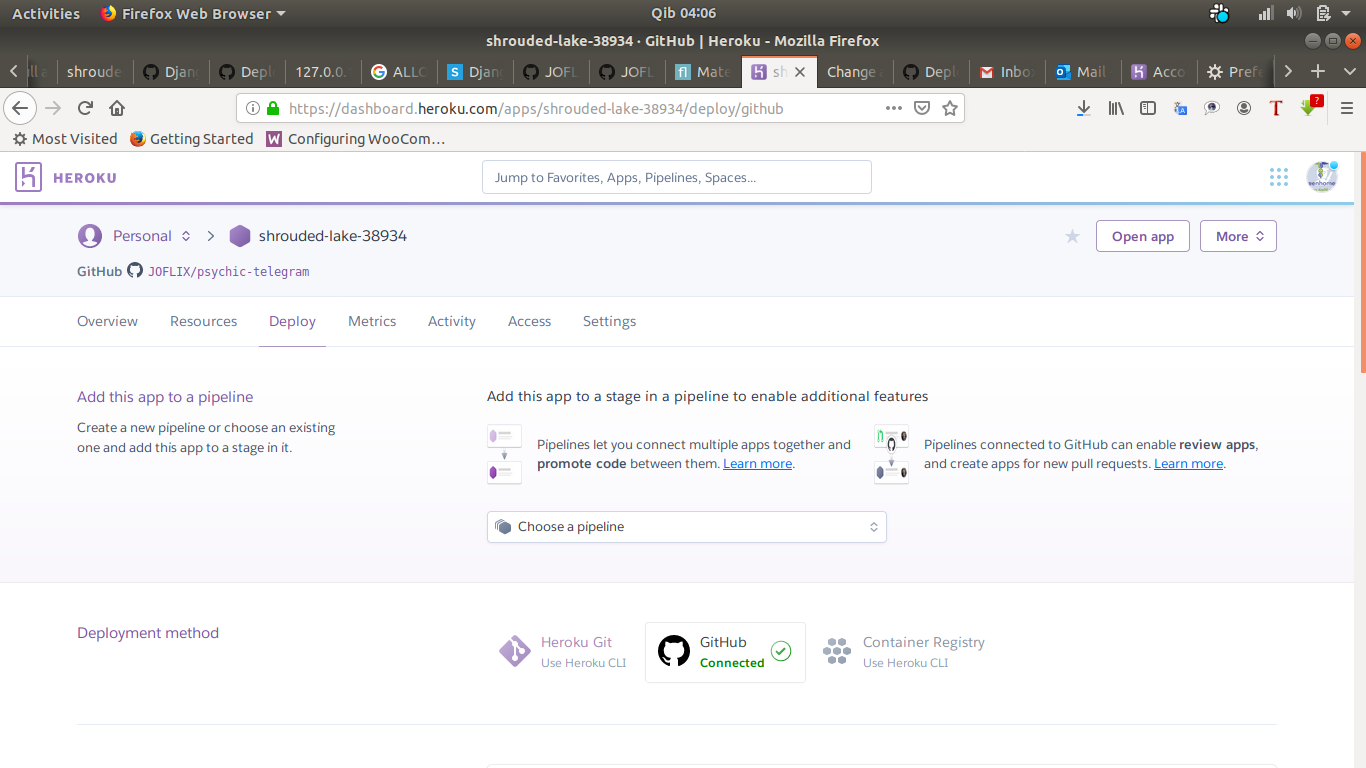 Activities Firefox Web Browser Qib 04:06
shrouded-lake-38934 · GitHub | Heroku - Mozilla Firefox
shroude Djan Depl 127.0.0. ALLO S Djan JOFL JOFL fl Mate sh Change a Depl Inbo Mail Acco Prefe
https://dashboard.heroku.com/apps/shrouded-lake-38934/deploy/github
Most Visited Getting Started W Configuring WooCom…
HEROKU Jump to Favorites, Apps, Pipelines, Spaces...
Personal shrouded-lake-38934 Open app More
GitHub JOFLIX/psychic-telegram
Overview Resources Deploy Metrics Activity Access Settings
Add this app to a pipeline
Create a new pipeline or choose an existing
one and add this app to a stage in it.
Add this app to a stage in a pipeline to enable additional features
Pipelines let you connect multiple apps together and
promote code between them. Learn more.
Pipelines connected to GitHub can enable review apps,
and create apps for new pull requests. Learn more.
Choose a pipeline
Deployment method
Heroku Git
Use Heroku CLI
GitHub
Connected
Container Registry
Use Heroku CLI